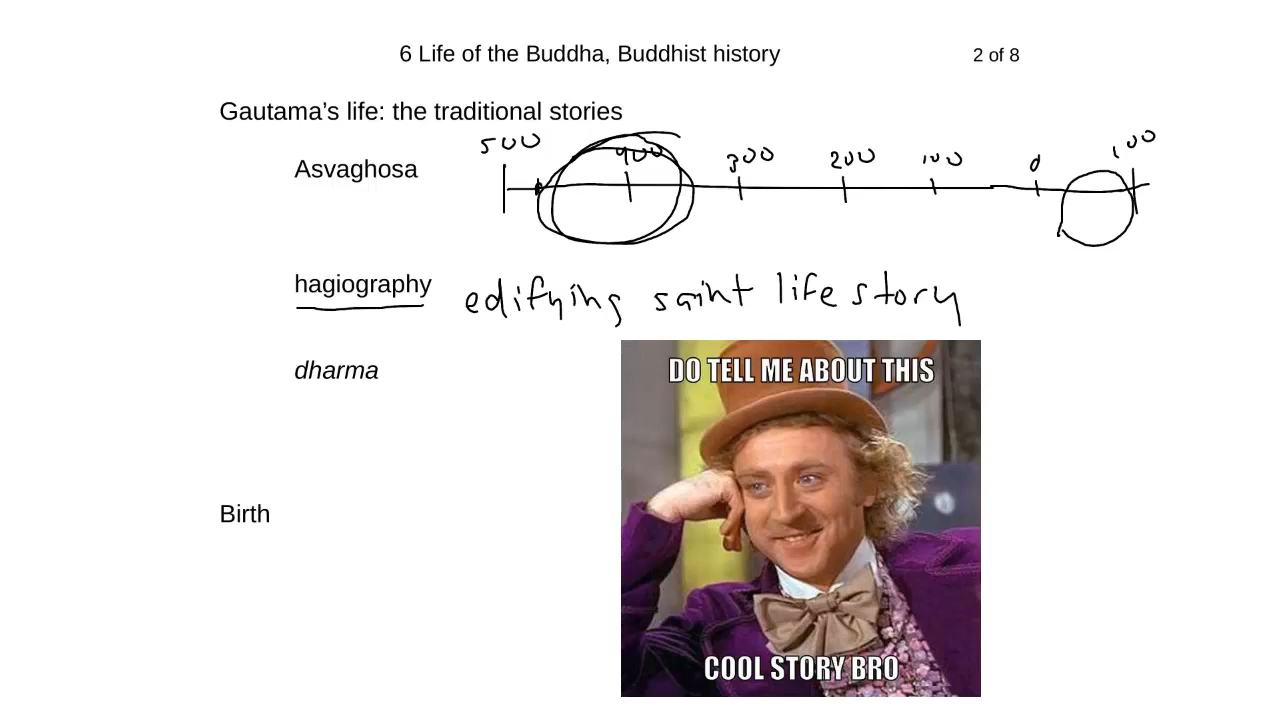 6 Life of the Buddha, Buddhist history 2 of 8
Gautama’s life: the traditional stories
500 400 300 200 100 0 100
Asvaghosa
hagiography edifying saint life story
dharma
DO TELL ME ABOUT THIS
Birth
COOL STORY BRO